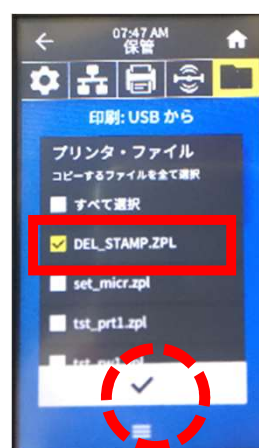 07:47 AM
保管
印刷: USB から
プリンタ・ファイル
コピーするファイルを全て選択
すべて選択
DEL_STAMP.ZPL
set_micr.zpl
tst_prt1.zpl